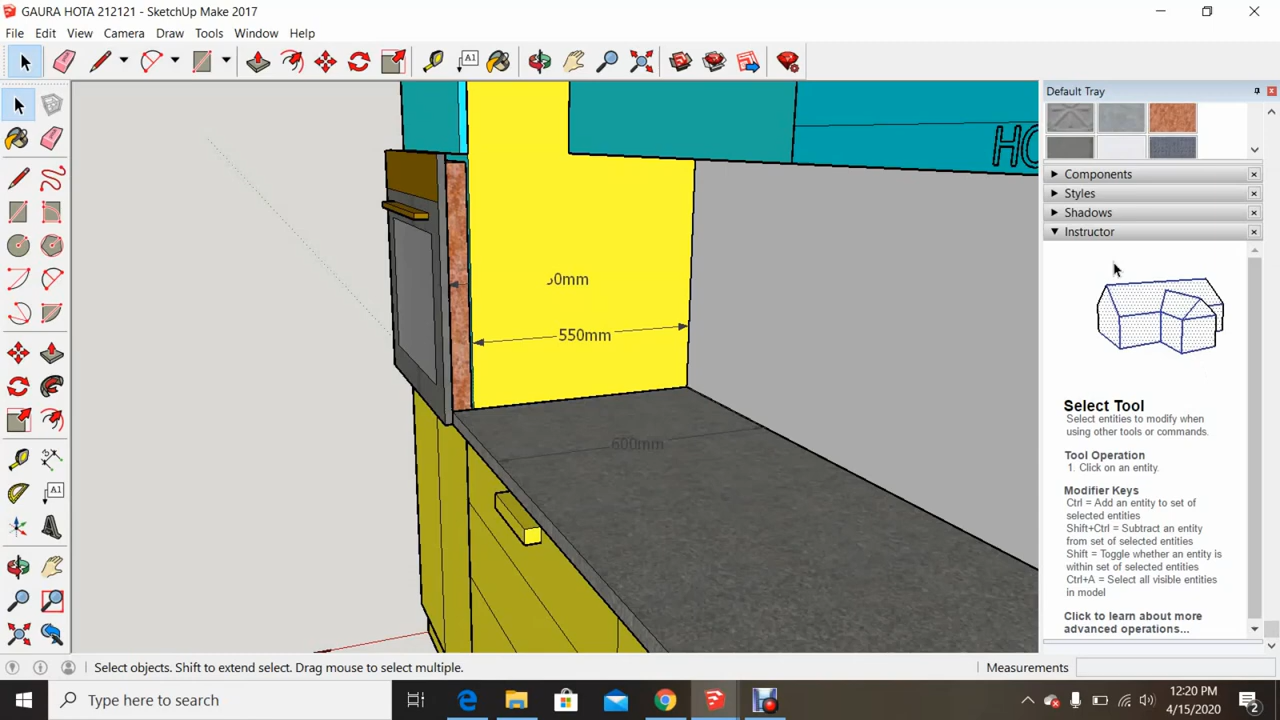 GAURA HOTA 212121 - SketchUp Make 2017
File Edit View Camera Draw Tools Window Help
A1
Default Tray
HO
Components
Styles
Shadows
Instructor
550mm
600mm
Select Tool
Select entities to modify when
using other tools or commands.
Tool Operation
1. Click on an entity.
Modifier Keys
Ctrl = Add an entity to set of
selected entities
Shift+Ctrl = Subtract an entity
from set of selected entities
Shift = Toggle whether an entity is
within set of selected entities
Ctrl+A = Select all visible entities
in model
Click to learn about more
advanced operations...
A1
Select objects. Shift to extend select. Drag mouse to select multiple.
Measurements
Type here to search
12:20 PM
4/15/2020
2